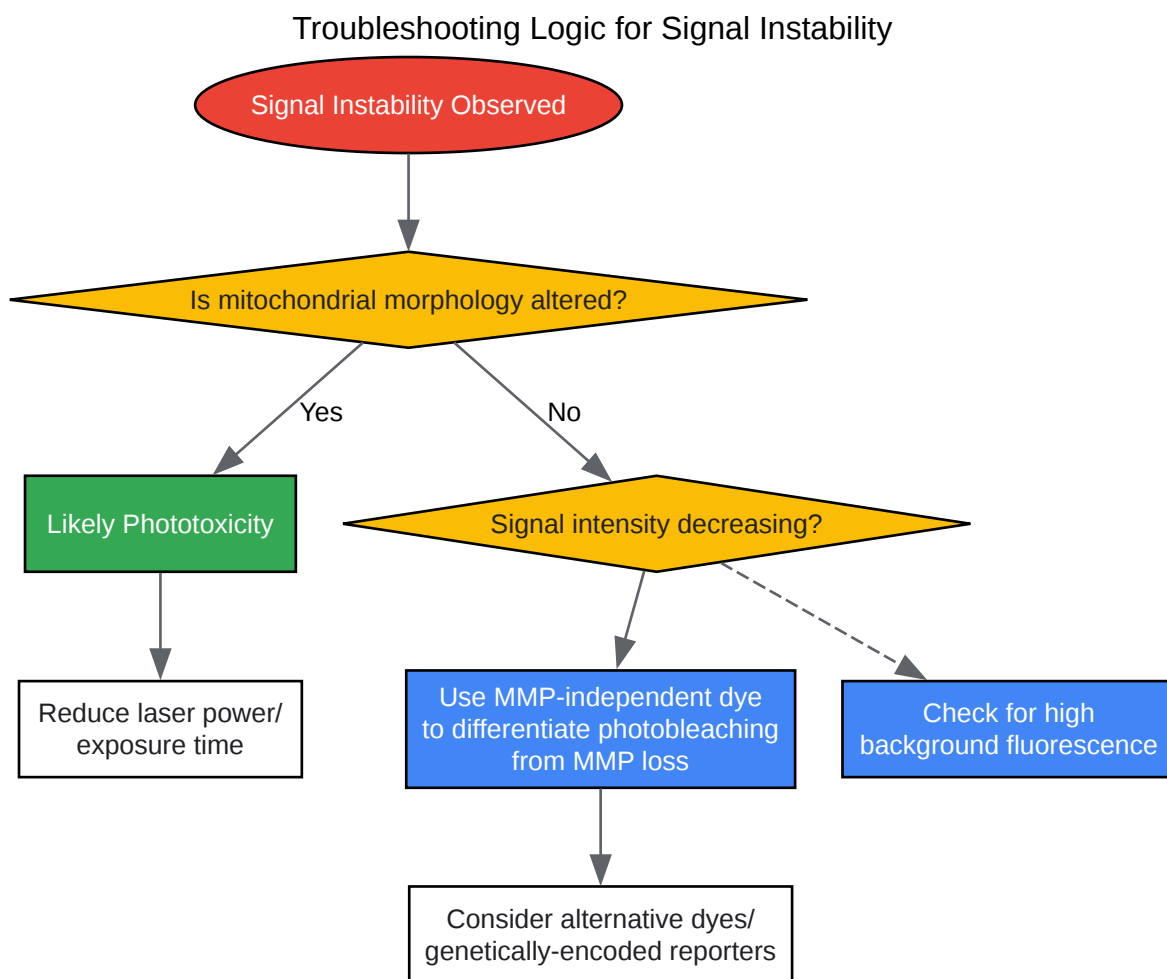 Troubleshooting Logic for Signal Instability
Signal Instability Observed
Is mitochondrial morphology altered?
Yes
No
Likely Phototoxicity
Signal intensity decreasing?
Reduce laser power/
exposure time
Use MMP-independent dye
to differentiate photobleaching
from MMP loss
Check for high
background fluorescence
Consider alternative dyes/
genetically-encoded reporters